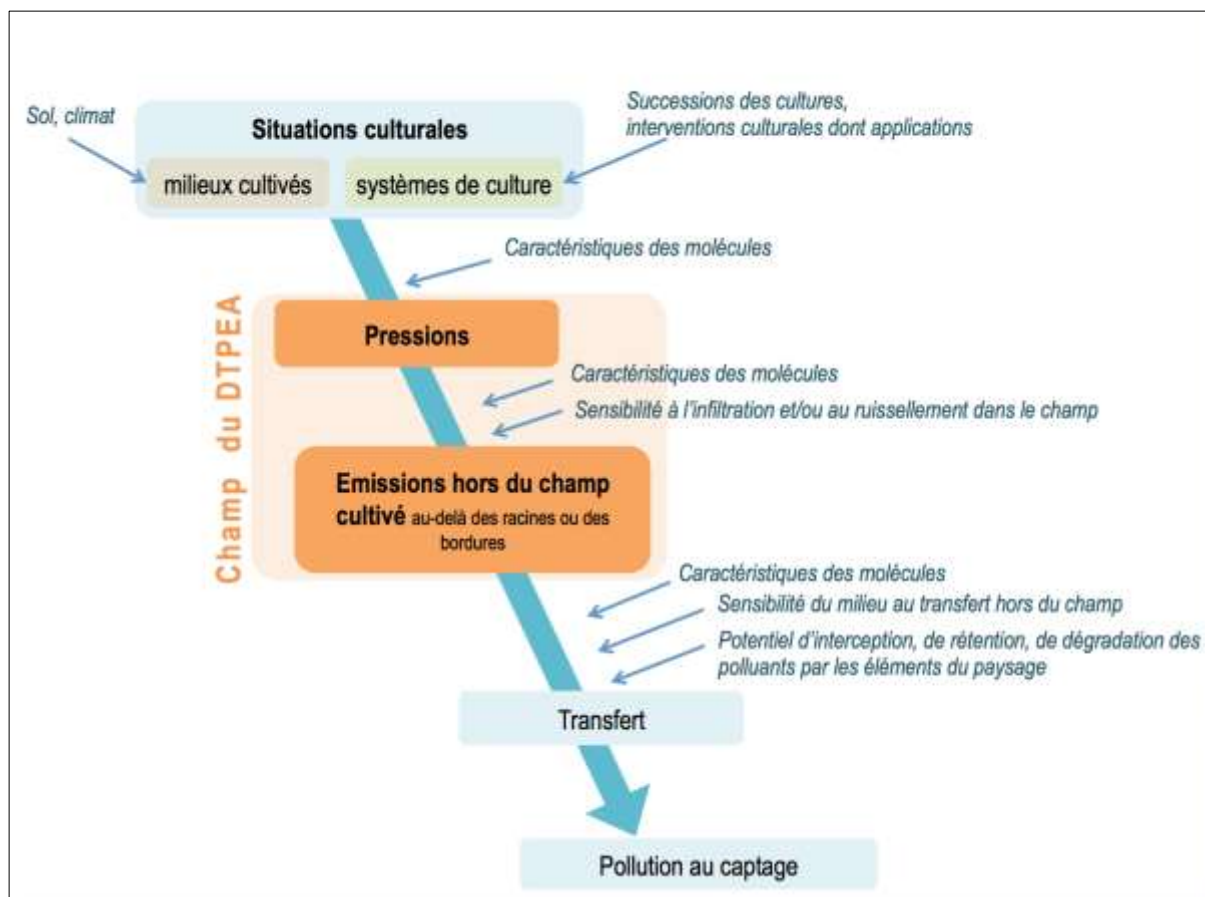 Sol, climat
Situations culturales
Successions des cultures,
interventions culturales dont applications
milieux cultivés
systèmes de culture
Caractéristiques des molécules
Champ du DTPEA
Pressions
Caractéristiques des molécules
Sensibilité à l'infiltration et/ou au ruissellement dans le champ
Emissions hors du champ
cultivé au-delà des racines ou des
bordures
Caractéristiques des molécules
Sensibilité du milieu au transfert hors du champ
Potentiel d'interception, de rétention, de dégradation des
polluants par les éléments du paysage
Transfert
Pollution au captage